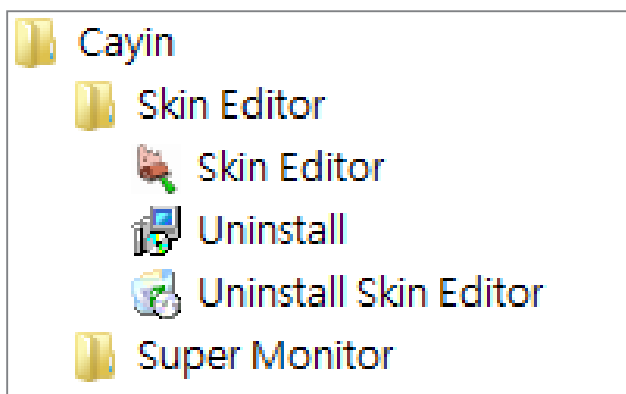 Cayin
Skin Editor
Skin Editor
Uninstall
Uninstall Skin Editor
Super Monitor